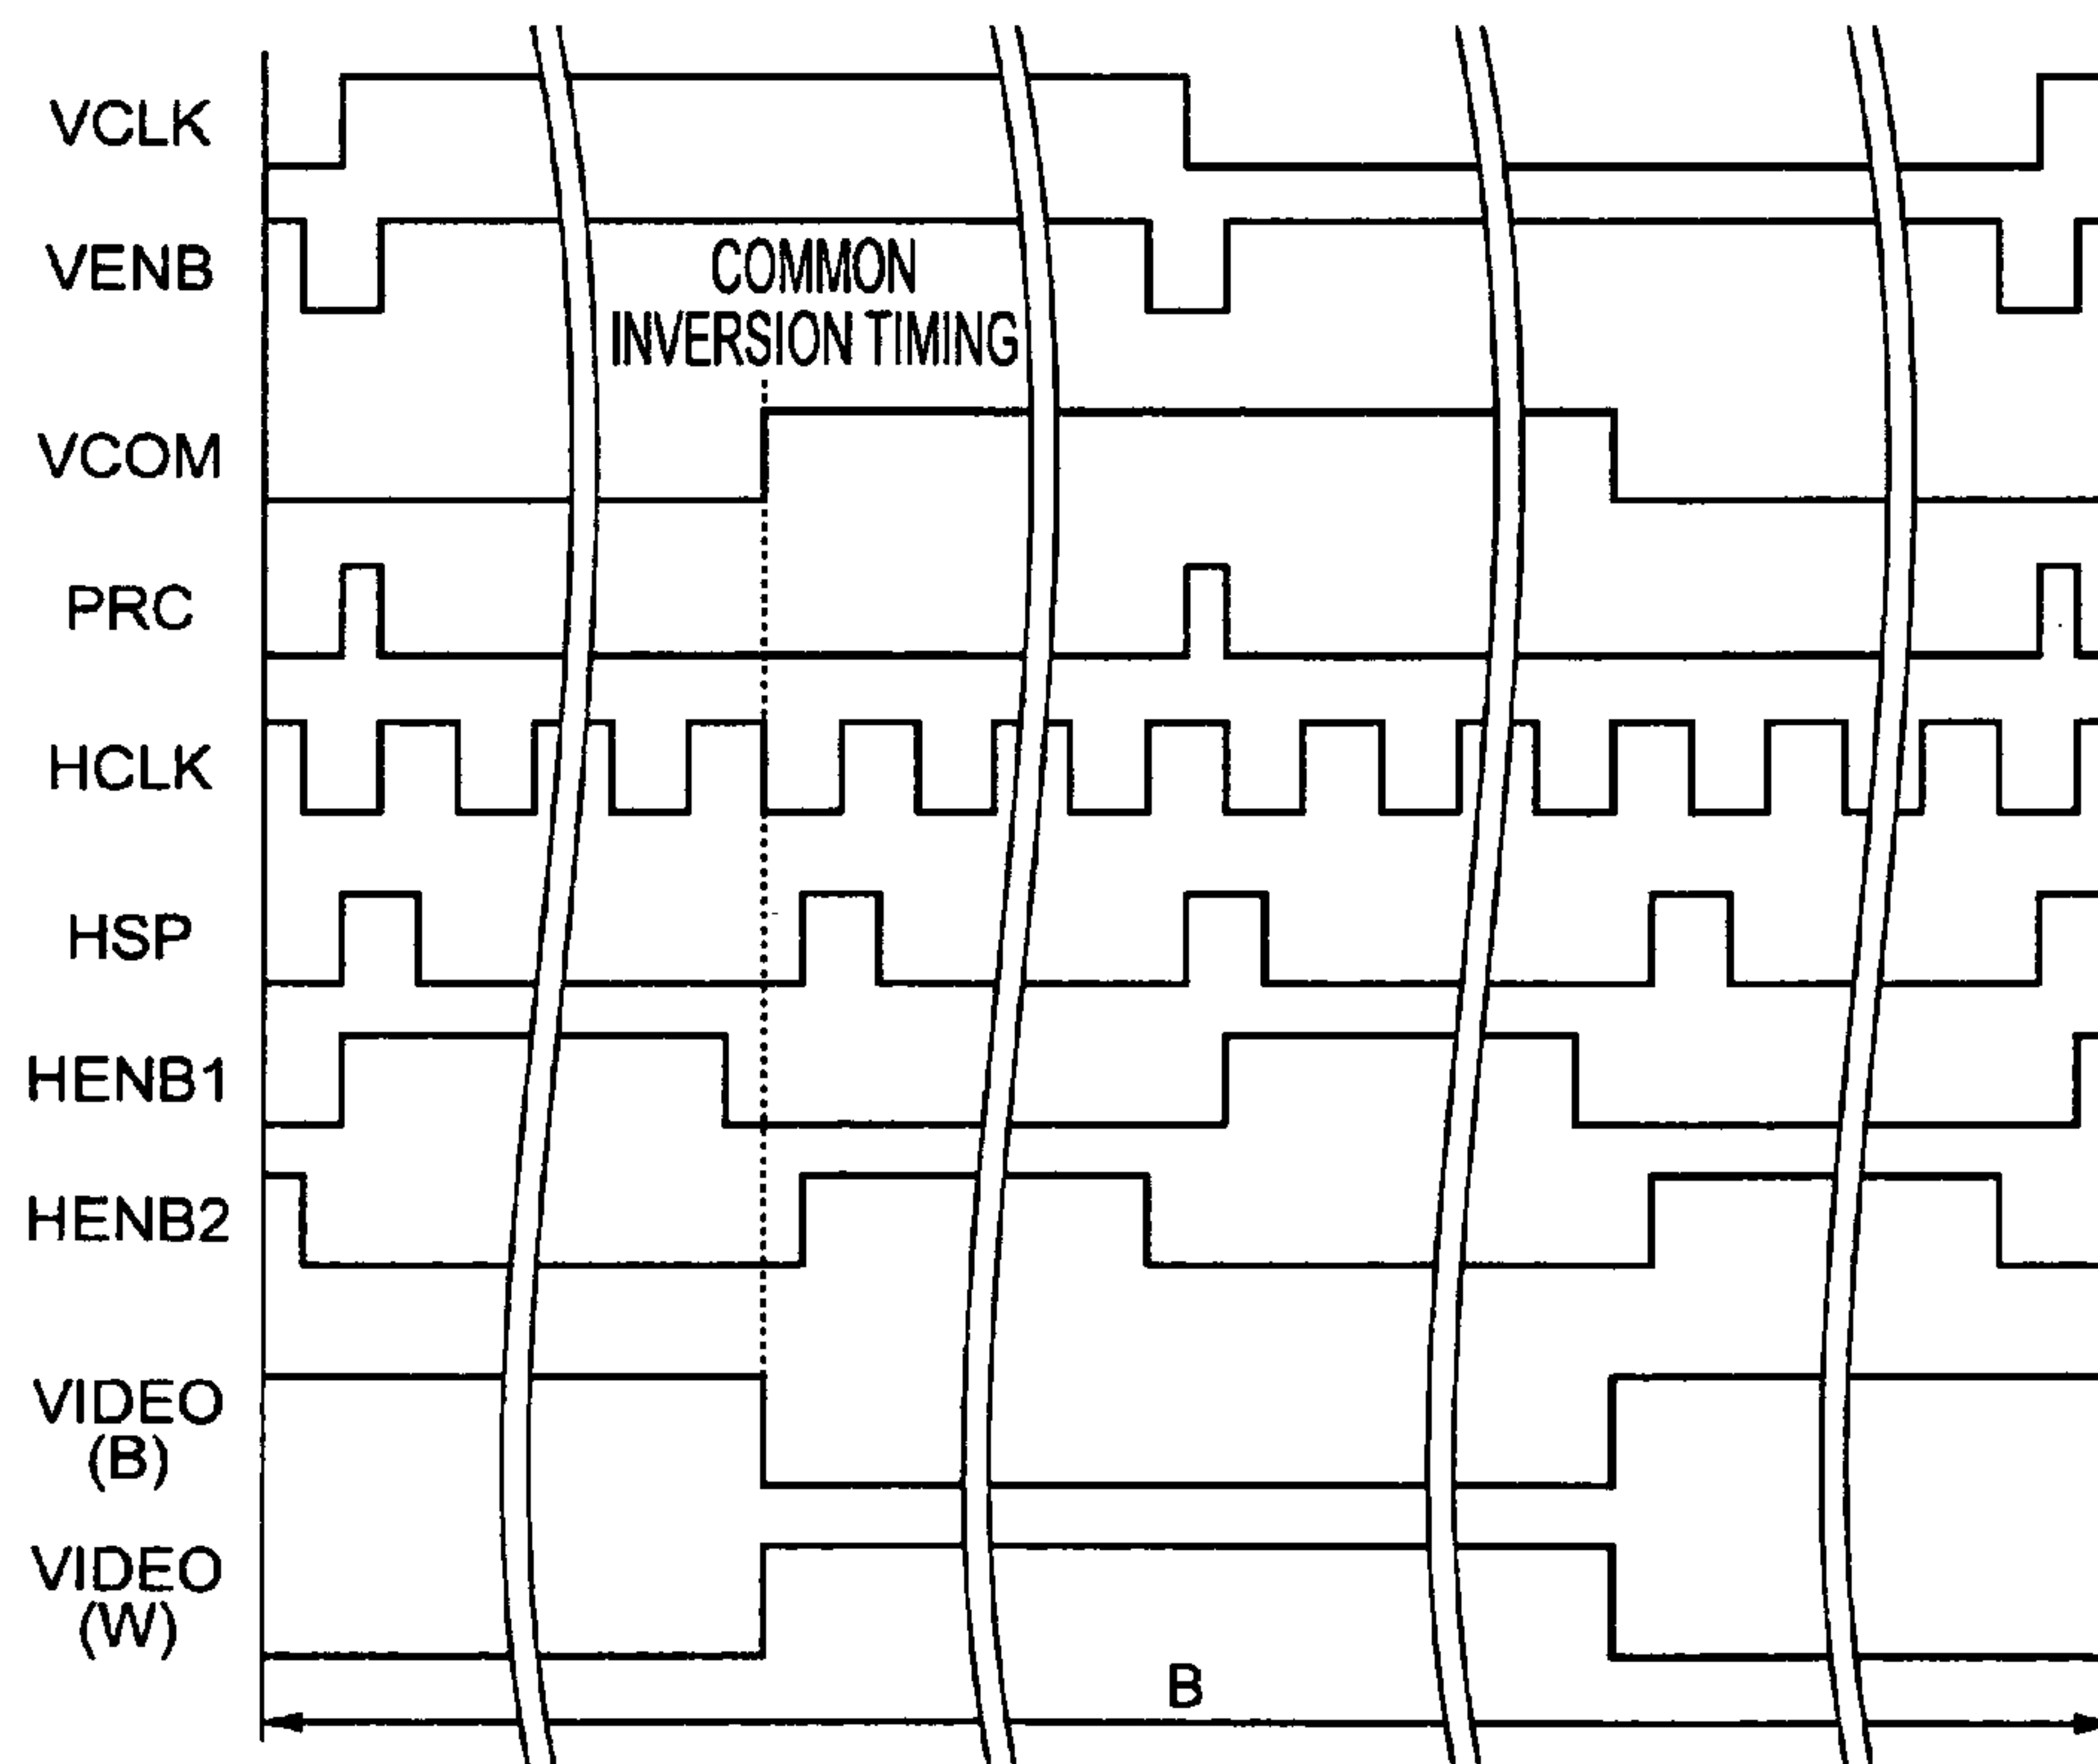 VCLK
VENB
COMMON
INVERSION TIMING
VCOM
PRC
HCLK
HSP
HENB1
HENB2
VIDEO
(B)
VIDEO
(W)
B